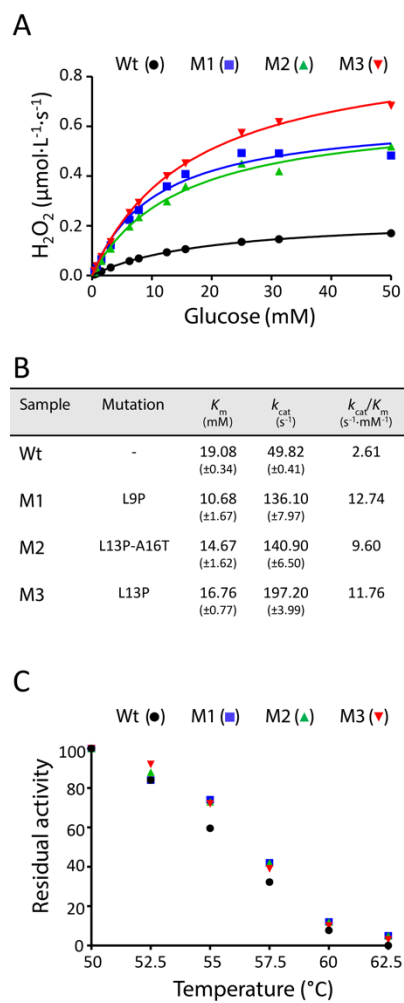 A
Wt (●) M1 (■) M2 (▲) M3 (▼)
0.8
0.6
0.4
0.2
0.0
H₂O₂ (µmol·L⁻¹·s⁻¹)
0 10 20 30 40 50
Glucose (mM)
B
Sample Mutation Kₘ (mM) kcat (s⁻¹) kcat/Kₘ (s⁻¹·mM⁻¹)
Wt - 19.08 49.82 2.61
(±0.34) (±0.41)
M1 L9P 10.68 136.10 12.74
(±1.67) (±7.97)
M2 L13P-A16T 14.67 140.90 9.60
(±1.62) (±6.50)
M3 L13P 16.76 197.20 11.76
(±0.77) (±3.99)
C
Wt (●) M1 (■) M2 (▲) M3 (▼)
100
80
60
40
20
0
Residual activity
50 52.5 55 57.5 60 62.5
Temperature (°C)